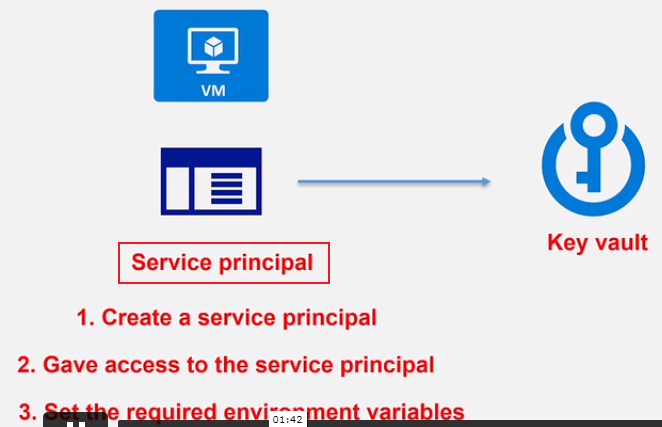 VM
Service principal
Key vault
1. Create a service principal
2. Gave access to the service principal
3. Set the required environment variables
01:42